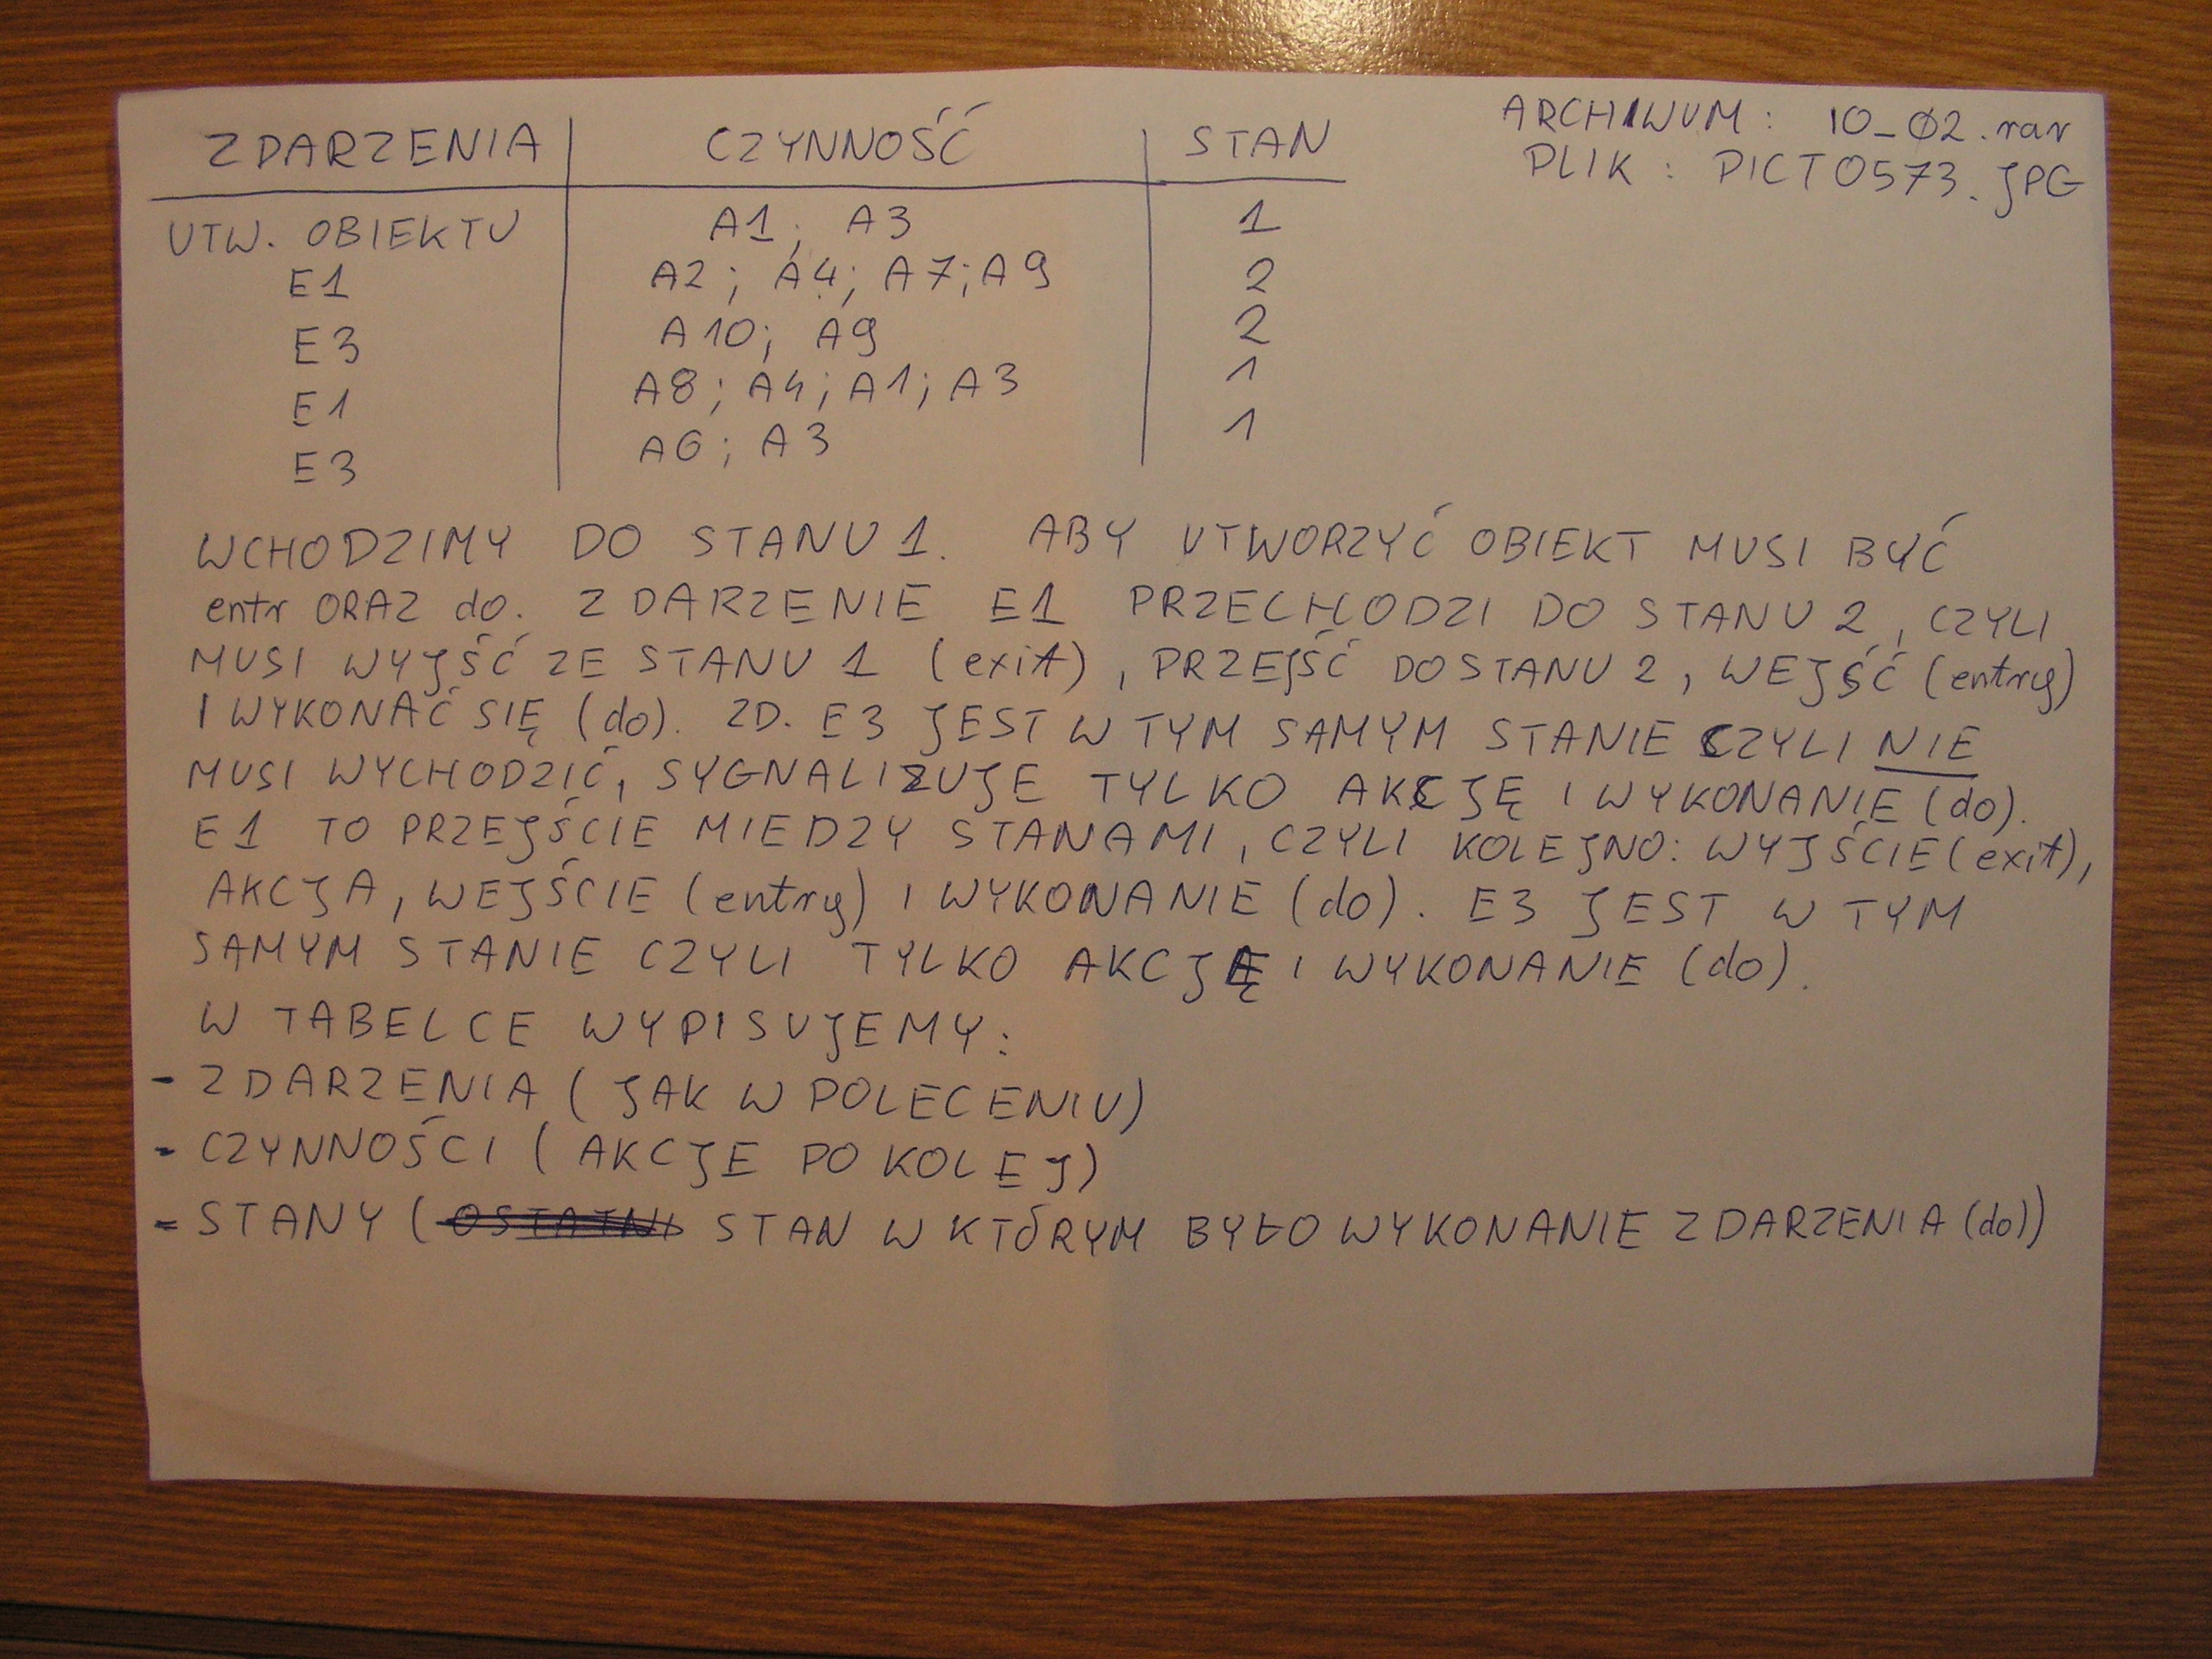 ZDARZENIA CZYNNOŚĆ STAN
UTW. OBIEKTU A1; A3 1
E1 A2; A4; A7; A9 2
E3 A10; A9 2
E1 A8; A4; A1; A3 1
E3 A6; A3 1
ARCHIWUM: IO_02.rar
PLIK: PICT0573.JPG
WCHODZIMY DO STANU 1. ABY UTWORZYĆ OBIEKT MUSI BYĆ
entr ORAZ do. ZDARZENIE E1 PRZECHODZI DO STANU 2, CZYLI
MUSI WYJŚĆ ZE STANU 1 (exit), PRZEJŚĆ DO STANU 2, WEJŚĆ (entry)
I WYKONAĆ SIĘ (do). ZD. E3 JEST W TYM SAMYM STANIE CZYLI NIE
MUSI WYCHODZIĆ, SYGNALIZUJE TYLKO AKCJĘ I WYKONANIE (do).
E1 TO PRZEJŚCIE MIEDZY STANAMI, CZYLI KOLEJNO: WYJŚCIE (exit),
AKCJA, WEJŚCIE (entry) I WYKONANIE (do). E3 JEST W TYM
SAMYM STANIE CZYLI TYLKO AKCJĘ I WYKONANIE (do).
W TABELCE WYPISUJEMY:
- ZDARZENIA (JAK W POLECENIU)
- CZYNNOŚCI (AKCJE PO KOLEJ)
- STANY (OSTATNI STAN W KTÓRYM BYŁO WYKONANIE ZDARZENIA (do))